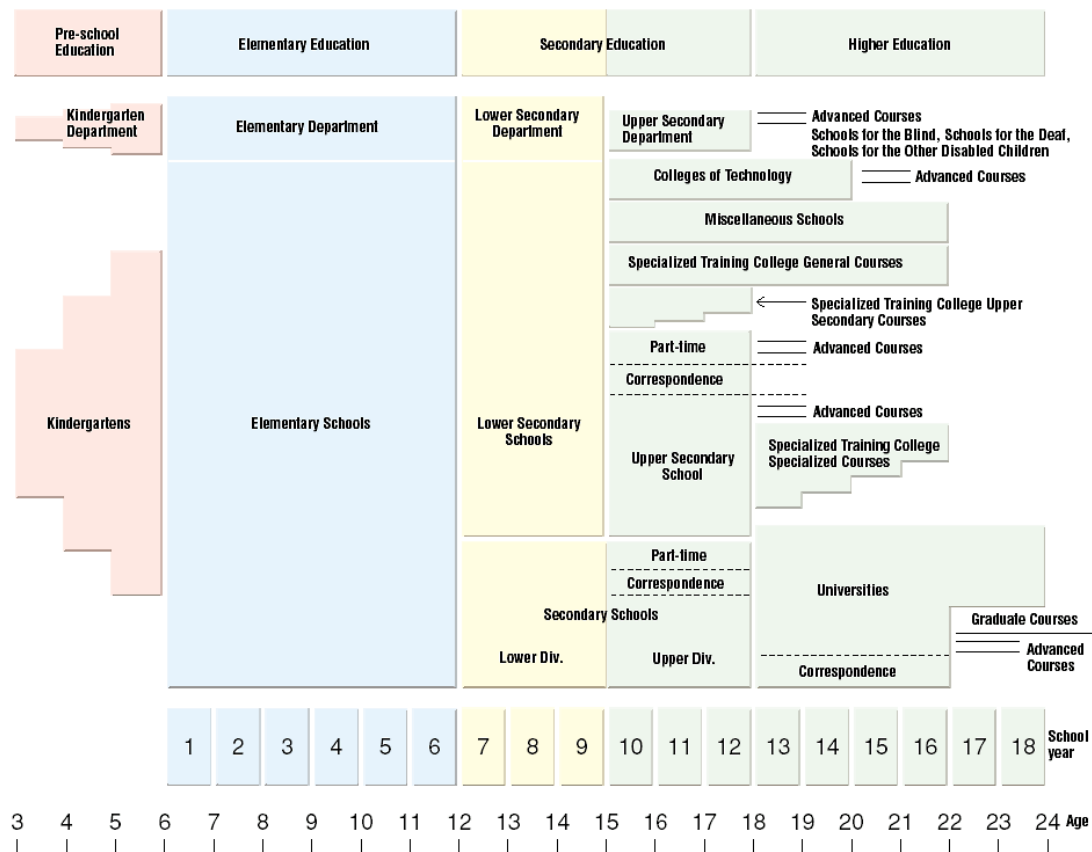 Pre-school
Education
Elementary Education
Secondary Education
Higher Education
Kindergarten
Department
Elementary Department
Lower Secondary
Department
Upper Secondary
Department
Advanced Courses
Schools for the Blind, Schools for the Deaf,
Schools for the Other Disabled Children
Colleges of Technology
Advanced Courses
Miscellaneous Schools
Specialized Training College General Courses
Specialized Training College Upper
Secondary Courses
Part-time
Advanced Courses
Correspondence
Advanced Courses
Kindergartens
Elementary Schools
Lower Secondary
Schools
Upper Secondary
School
Specialized Training College
Specialized Courses
Part-time
Correspondence
Secondary Schools
Lower Div.
Upper Div.
Universities
Graduate Courses
Advanced
Courses
Correspondence
1 2 3 4 5 6 7 8 9 10 11 12 13 14 15 16 17 18 School
year
3 4 5 6 7 8 9 10 11 12 13 14 15 16 17 18 19 20 21 22 23 24 Age